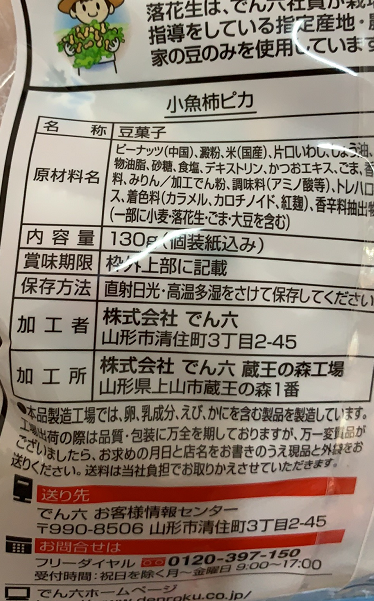 落花生は、でん六社員が栽
指導をしている指定産地・
家の豆のみを使用しています
小魚柿ピカ
名 称 豆菓子
原材料名 ピーナッツ(中国)、澱粉、米(国産)、片口いわし、しょう油、
物油脂、砂糖、食塩、デキストリン、かつおエキス、ごま、香
料、みりん/加工でん粉、調味料(アミノ酸等)、トレハロ
ス、着色料(カラメル、カロチノイド、紅麹)、香辛料抽出物
(一部に小麦・落花生・ごま・大豆を含む)
内容量 130g(個装紙込み)
賞味期限 枠外上部に記載
保存方法 直射日光・高温多湿をさけて保存してください
加工者 株式会社 でん六
山形市清住町3丁目2-45
加工所 株式会社 でん六 蔵王の森工場
山形県上山市蔵王の森1番
●本品製造工場では、卵、乳成分、えび、かにを含む製品を製造しています。
工場出荷の際は品質・包装に万全を期しておりますが、万一変質品が
ございましたら、お求めの月日と店名をお書きのうえ現品と外袋をお
送りください。送料は当社負担でお取りかえさせていただきます。
送り先
でん六 お客様情報センター
〒990-8506 山形市清住町3丁目2-45
お問合せは
フリーダイヤル 0120-397-150
受付時間:祝日を除く月~金曜日 9:00~17:00
でん六ホームページ
www.denroku.co.jp/